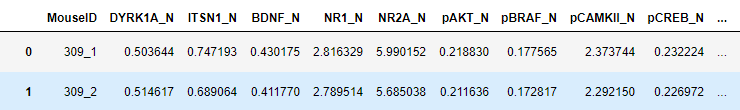 MouseID DYRK1A_N ITSN1_N BDNF_N NR1_N NR2A_N pAKT_N pBRAF_N pCAMKII_N pCREB_N ...
0 309_1 0.503644 0.747193 0.430175 2.816329 5.990152 0.218830 0.177565 2.373744 0.232224 ...
1 309_2 0.514617 0.689064 0.411770 2.789514 5.685038 0.211636 0.172817 2.292150 0.226972 ...